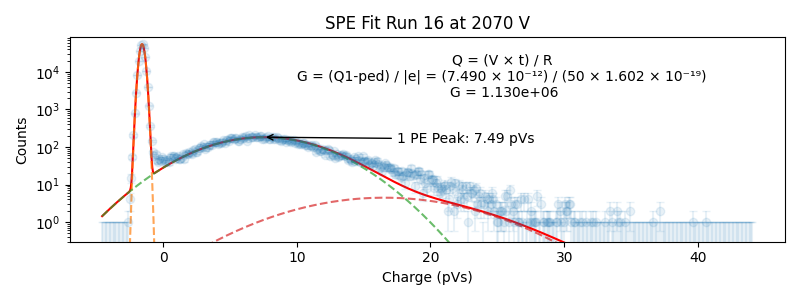 SPE Fit Run 16 at 2070 V
Q = (V × t) / R
G = (Q1-ped) / |e| = (7.490 × 10⁻¹²) / (50 × 1.602 × 10⁻¹⁹)
G = 1.130e+06
1 PE Peak: 7.49 pVs
Counts
10⁴
10³
10²
10¹
10⁰
0 10 20 30 40
Charge (pVs)